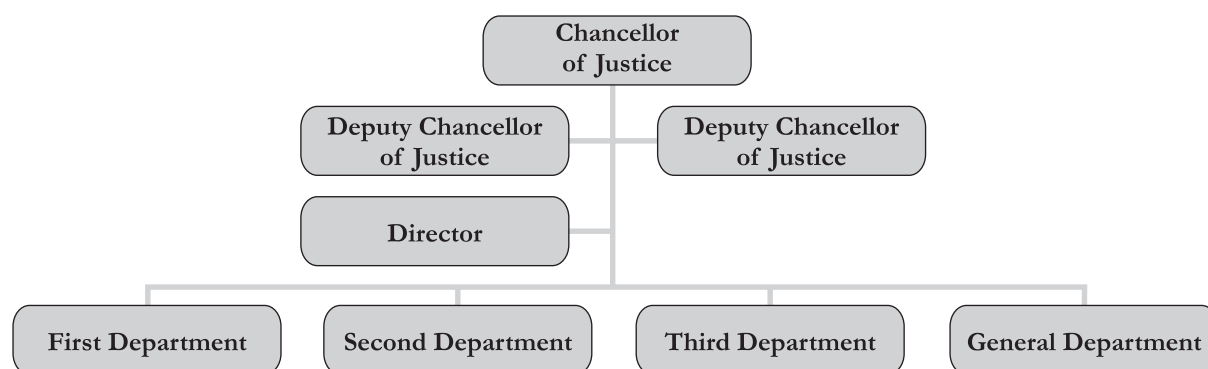 Chancellor
of Justice
Deputy Chancellor
of Justice
Deputy Chancellor
of Justice
Director
First Department
Second Department
Third Department
General Department